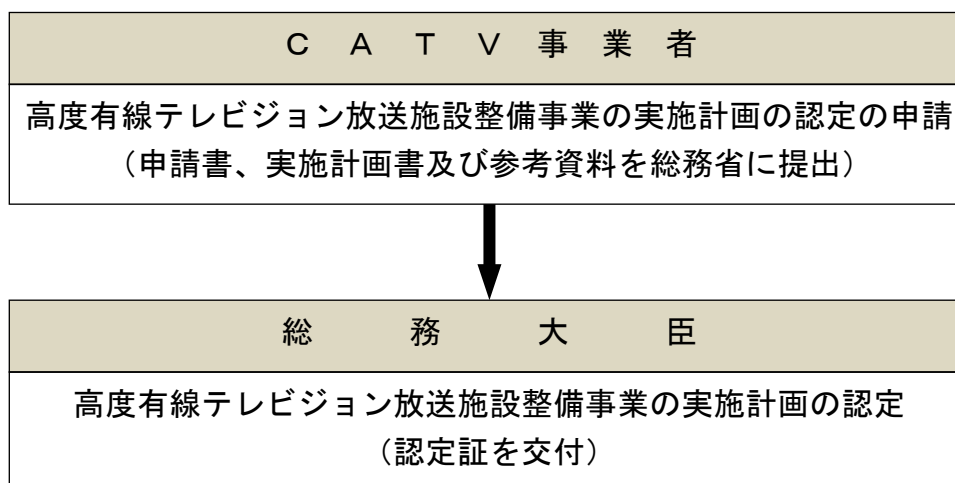 CATV事業者
高度有線テレビジョン放送施設整備事業の実施計画の認定の申請
（申請書、実施計画書及び参考資料を総務省に提出）
総務大臣
高度有線テレビジョン放送施設整備事業の実施計画の認定
（認定証を交付）